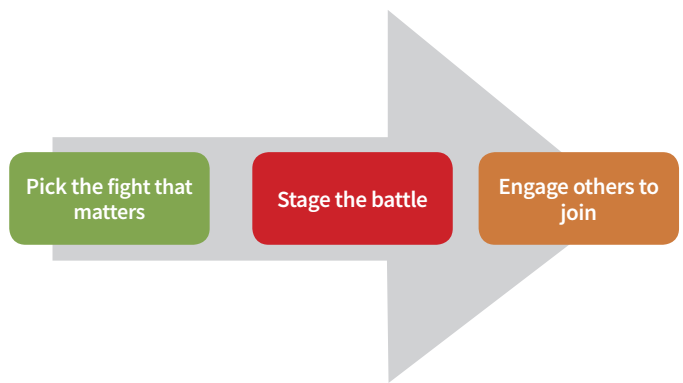 Pick the fight that
matters
Stage the battle
Engage others to
join